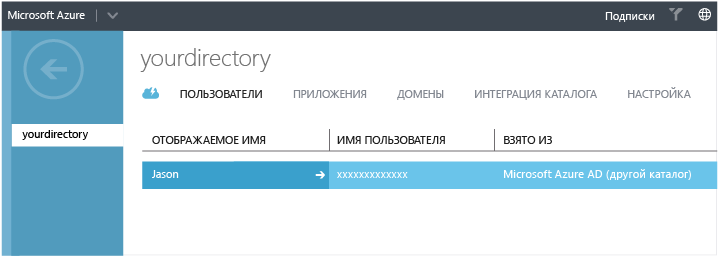 Microsoft Azure Подписки
yourdirectory
ПОЛЬЗОВАТЕЛИ ПРИЛОЖЕНИЯ ДОМЕНЫ ИНТЕГРАЦИЯ КАТАЛОГА НАСТРОЙКА
yourdirectory
ОТОБРАЖАЕМОЕ ИМЯ ИМЯ ПОЛЬЗОВАТЕЛЯ ВЗЯТО ИЗ
Jason xxxxxxxxxxxxx Microsoft Azure AD (другой каталог)